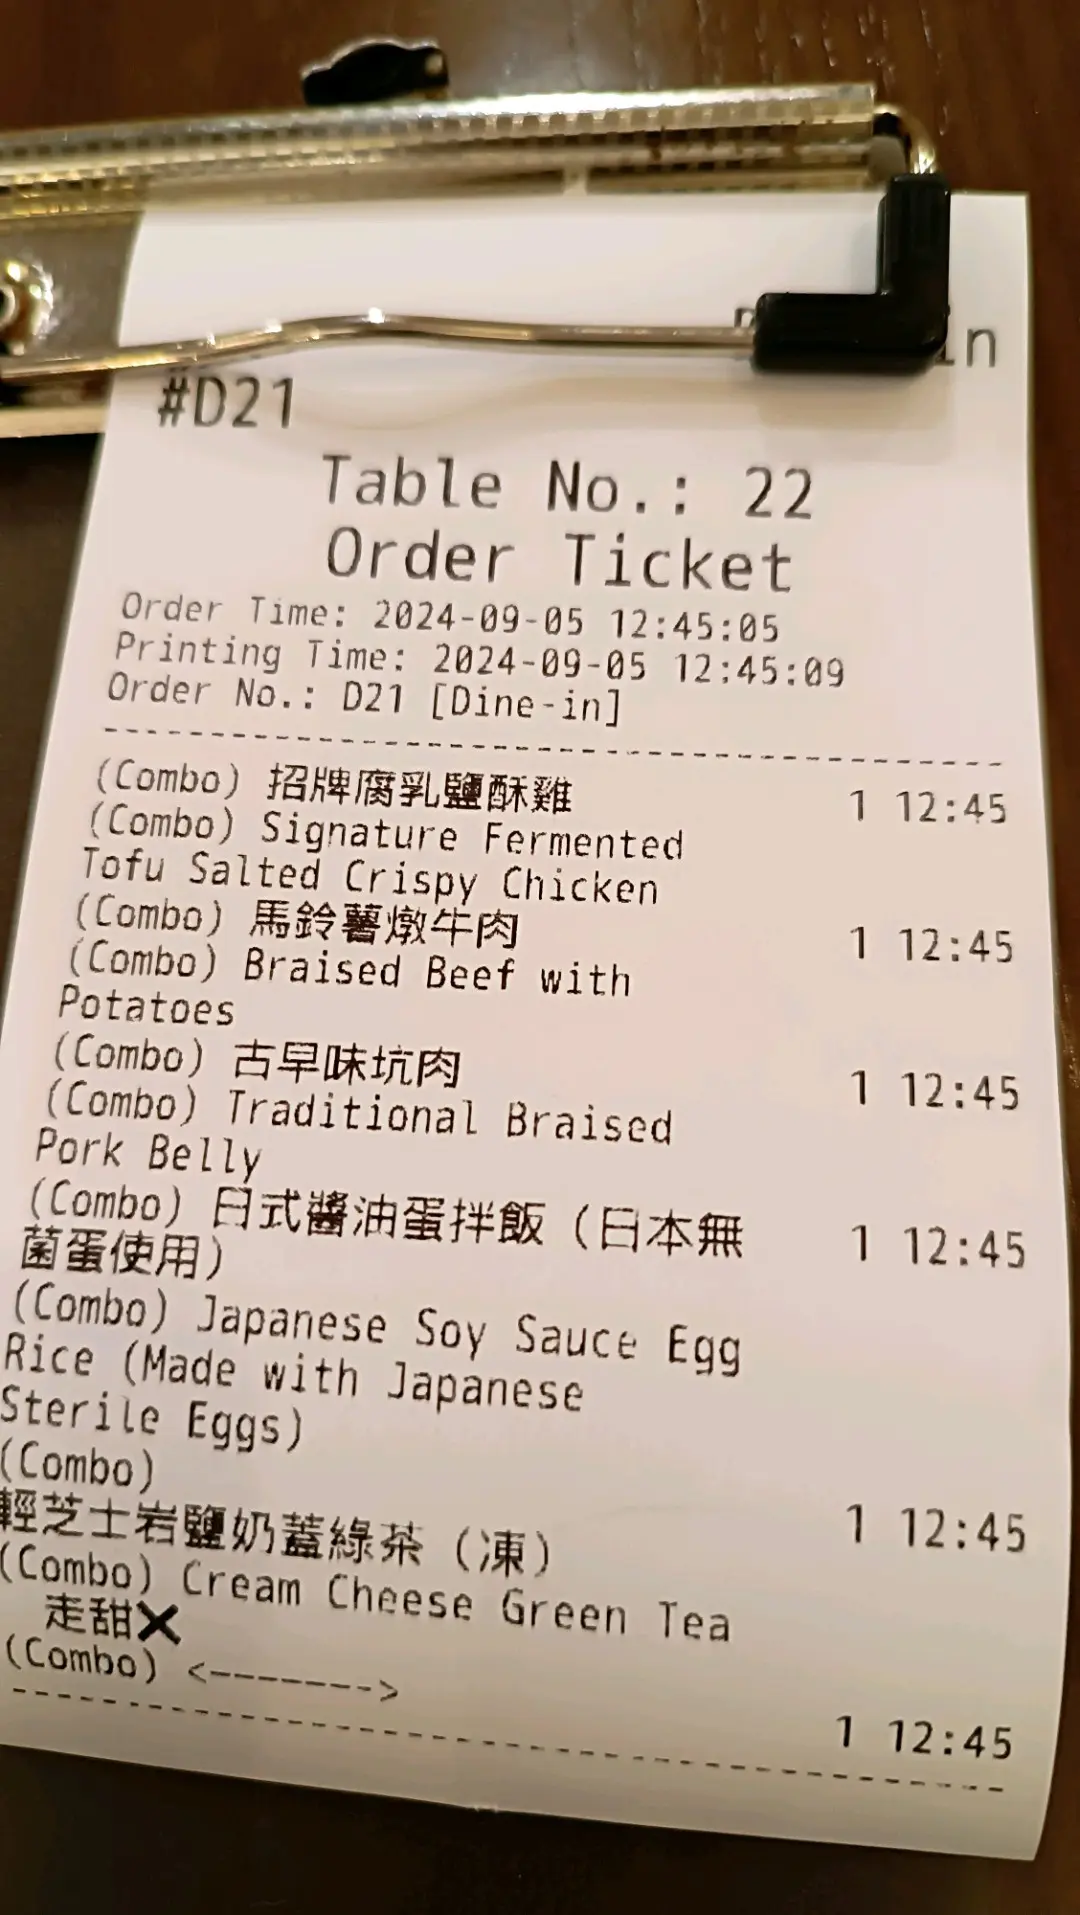 #D21
Table No.: 22
Order Ticket
Order Time: 2024-09-05 12:45:05
Printing Time: 2024-09-05 12:45:09
Order No.: D21 [Dine-in]
(Combo) 招牌腐乳鹽酥雞 1 12:45
(Combo) Signature Fermented
Tofu Salted Crispy Chicken
(Combo) 馬鈴薯燉牛肉 1 12:45
(Combo) Braised Beef with
Potatoes
(Combo) 古早味坑肉 1 12:45
(Combo) Traditional Braised
Pork Belly
(Combo) 日式醬油蛋拌飯（日本無 1 12:45
菌蛋使用）
(Combo) Japanese Soy Sauce Egg
Rice (Made with Japanese
Sterile Eggs)
(Combo)
輕芝士岩鹽奶蓋綠茶（凍） 1 12:45
(Combo) Cream Cheese Green Tea
走甜❌
(Combo) <------->
1 12:45